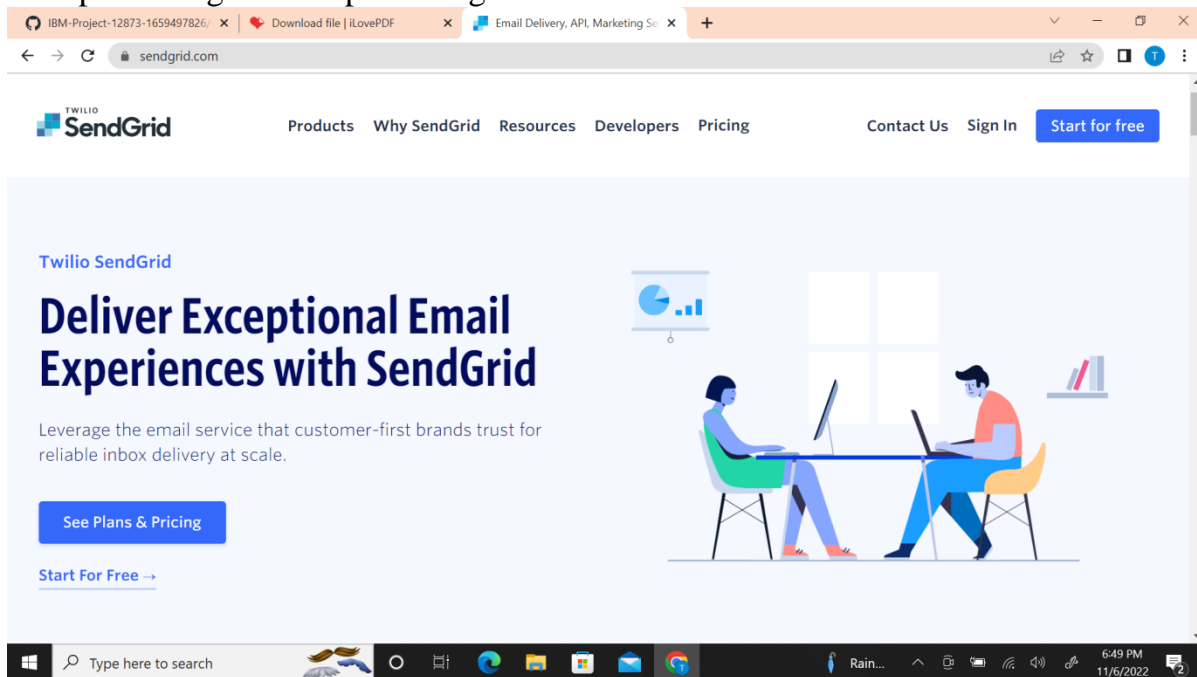 IBM-Project-12873-1659497826/
Download file | iLovePDF
Email Delivery, API, Marketing Se
sendgrid.com
T
TWILIO
SendGrid
Products Why SendGrid Resources Developers Pricing Contact Us Sign In Start for free
Twilio SendGrid
Deliver Exceptional Email
Experiences with SendGrid
Leverage the email service that customer-first brands trust for
reliable inbox delivery at scale.
See Plans & Pricing
Start For Free →
Type here to search
Rain...
6:49 PM
11/6/2022
2